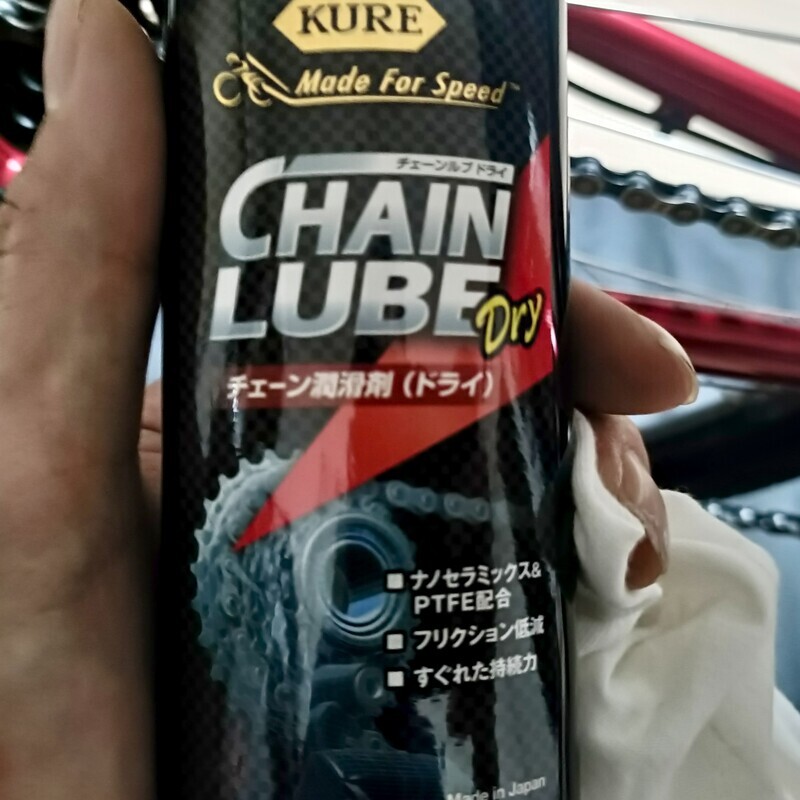 KURE
Made For Speed™
チェーンルブ ドライ
CHAIN
LUBE
Dry
チェーン潤滑剤（ドライ）
■ ナノセラミックス&
PTFE配合
■ フリクション低減
■ すぐれた持続力
Made in Japan